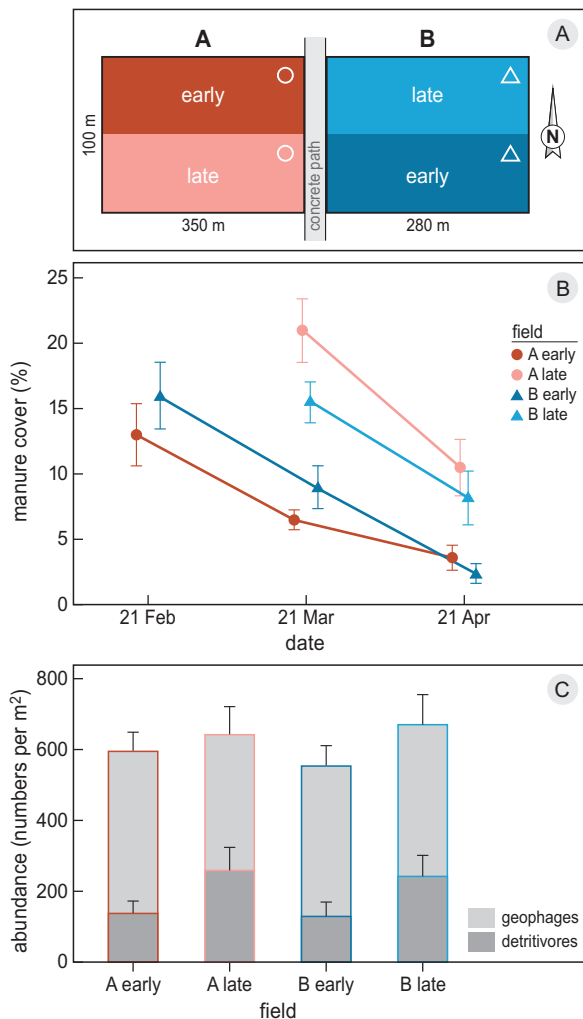 A
B
A
early
late
late
early
100 m
350 m
280 m
concrete path
N
B
25
20
15
10
5
0
manure cover (%)
21 Feb
21 Mar
21 Apr
date
field
A early
A late
B early
B late
C
800
600
400
200
0
abundance (numbers per m²)
A early
A late
B early
B late
field
geophages
detritivores